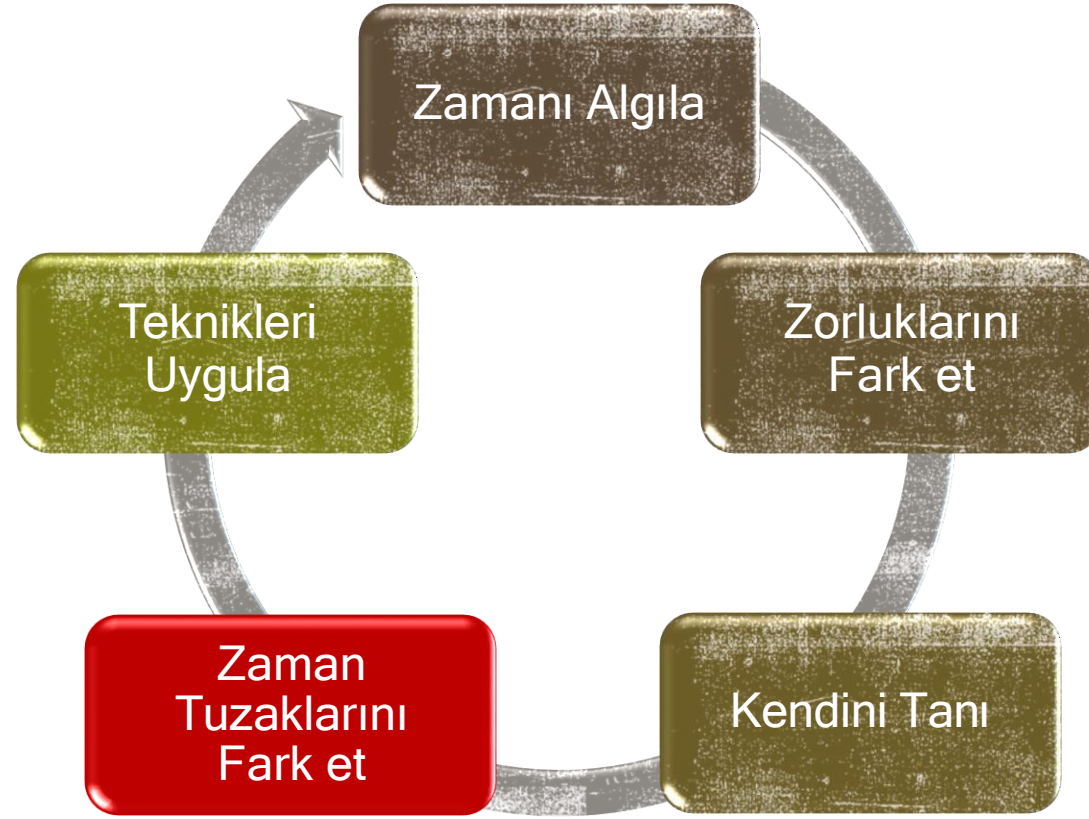 Zamanı Algıla
Zorluklarını
Fark et
Kendini Tanı
Zaman
Tuzaklarını
Fark et
Teknikleri
Uygula